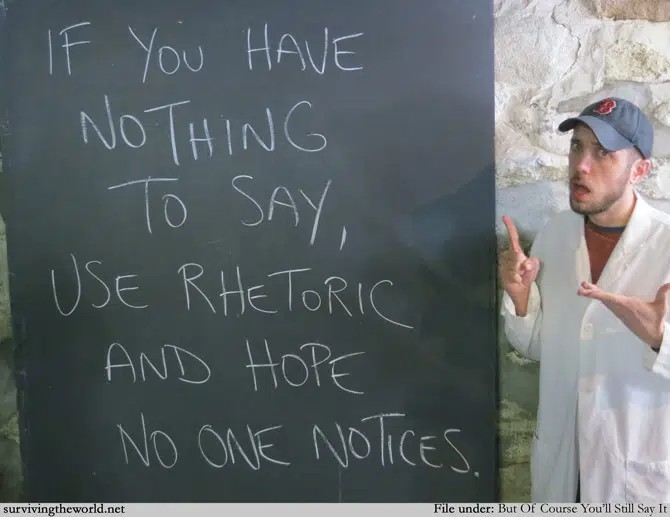 IF YOU HAVE
NOTHING
TO SAY,
USE RHETORIC
AND HOPE
NO ONE NOTICES.
B
survivingtheworld.net
File under: But Of Course You'll Still Say It